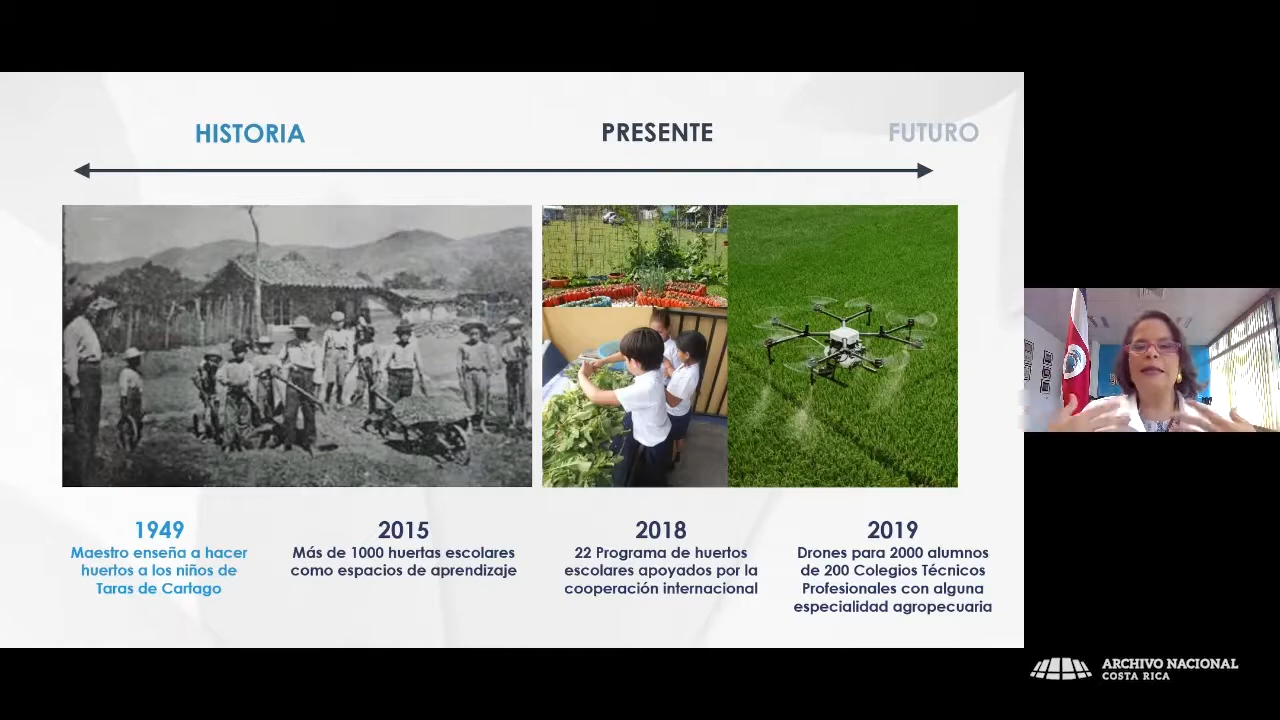 HISTORIA
PRESENTE
FUTURO
1949
Maestro enseña a hacer
huertos a los niños de
Taras de Cartago
2015
Más de 1000 huertas escolares
como espacios de aprendizaje
2018
22 Programa de huertos
escolares apoyados por la
cooperación internacional
2019
Drones para 2000 alumnos
de 200 Colegios Técnicos
Profesionales con alguna
especialidad agropecuaria
ARCHIVO NACIONAL
COSTA RICA